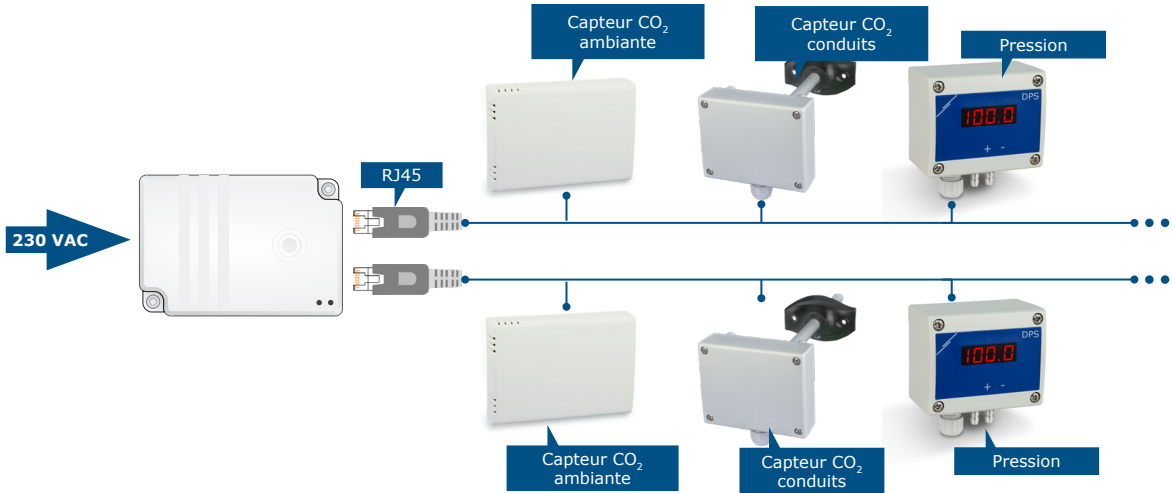 Capteur CO2
ambiante
Capteur CO2
conduits
Pression
DPS
100.0
+ -
RJ45
230 VAC
DPS
100.0
+ -
Capteur CO2
ambiante
Capteur CO2
conduits
Pression